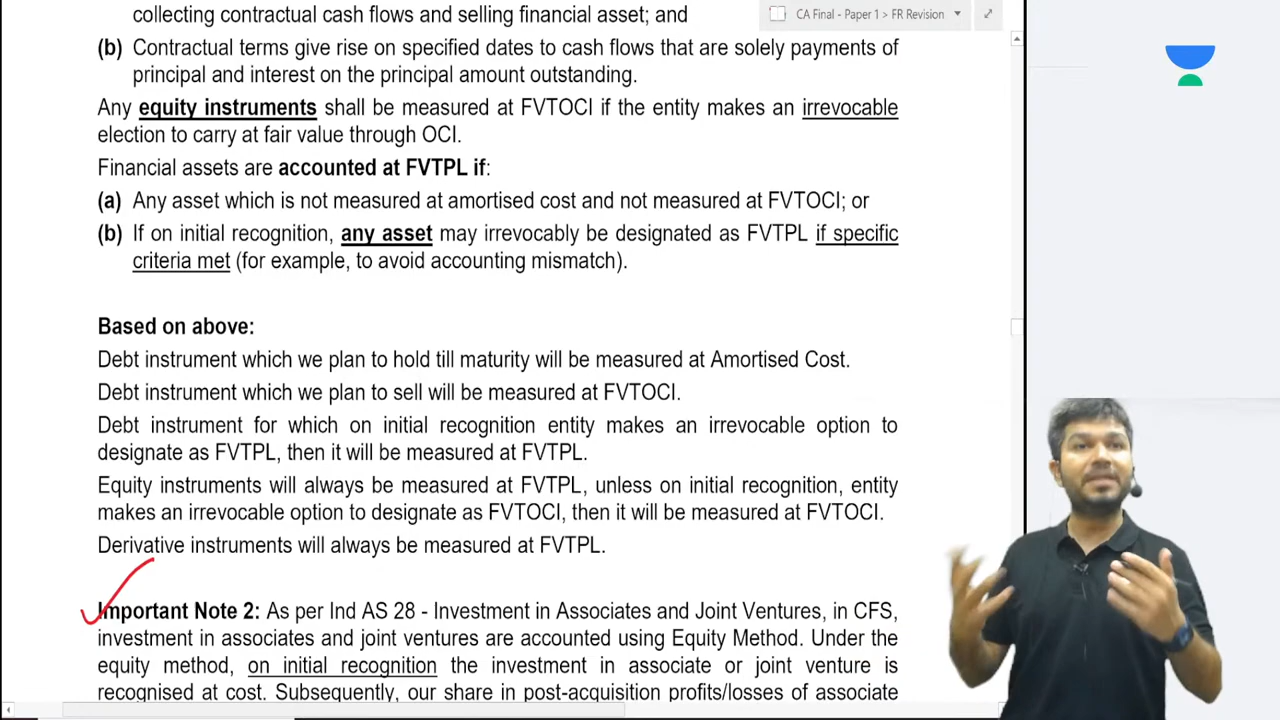 collecting contractual cash flows and selling financial asset; and
CA Final - Paper 1 > FR Revision
(b) Contractual terms give rise on specified dates to cash flows that are solely payments of
principal and interest on the principal amount outstanding.
Any equity instruments shall be measured at FVTOCI if the entity makes an irrevocable
election to carry at fair value through OCI.
Financial assets are accounted at FVTPL if:
(a) Any asset which is not measured at amortised cost and not measured at FVTOCI; or
(b) If on initial recognition, any asset may irrevocably be designated as FVTPL if specific
criteria met (for example, to avoid accounting mismatch).
Based on above:
Debt instrument which we plan to hold till maturity will be measured at Amortised Cost.
Debt instrument which we plan to sell will be measured at FVTOCI.
Debt instrument for which on initial recognition entity makes an irrevocable option to
designate as FVTPL, then it will be measured at FVTPL.
Equity instruments will always be measured at FVTPL, unless on initial recognition, entity
makes an irrevocable option to designate as FVTOCI, then it will be measured at FVTOCI.
Derivative instruments will always be measured at FVTPL.
Important Note 2: As per Ind AS 28 - Investment in Associates and Joint Ventures, in CFS,
investment in associates and joint ventures are accounted using Equity Method. Under the
equity method, on initial recognition the investment in associate or joint venture is
recognised at cost. Subsequently, our share in post-acquisition profits/losses of associate